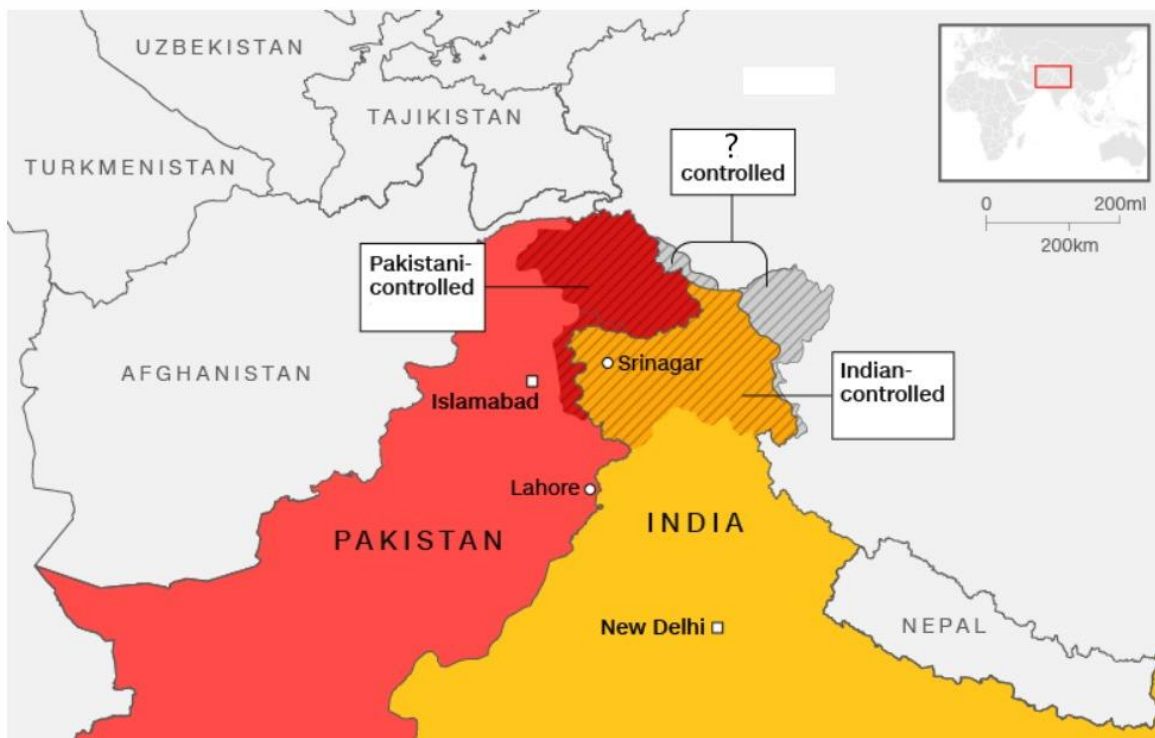 UZBEKISTAN
TAJIKISTAN
TURKMENISTAN
?
controlled
0 200ml
200km
Pakistani-
controlled
Srinagar
AFGHANISTAN
Islamabad
Indian-
controlled
Lahore
PAKISTAN
INDIA
New Delhi
NEPAL